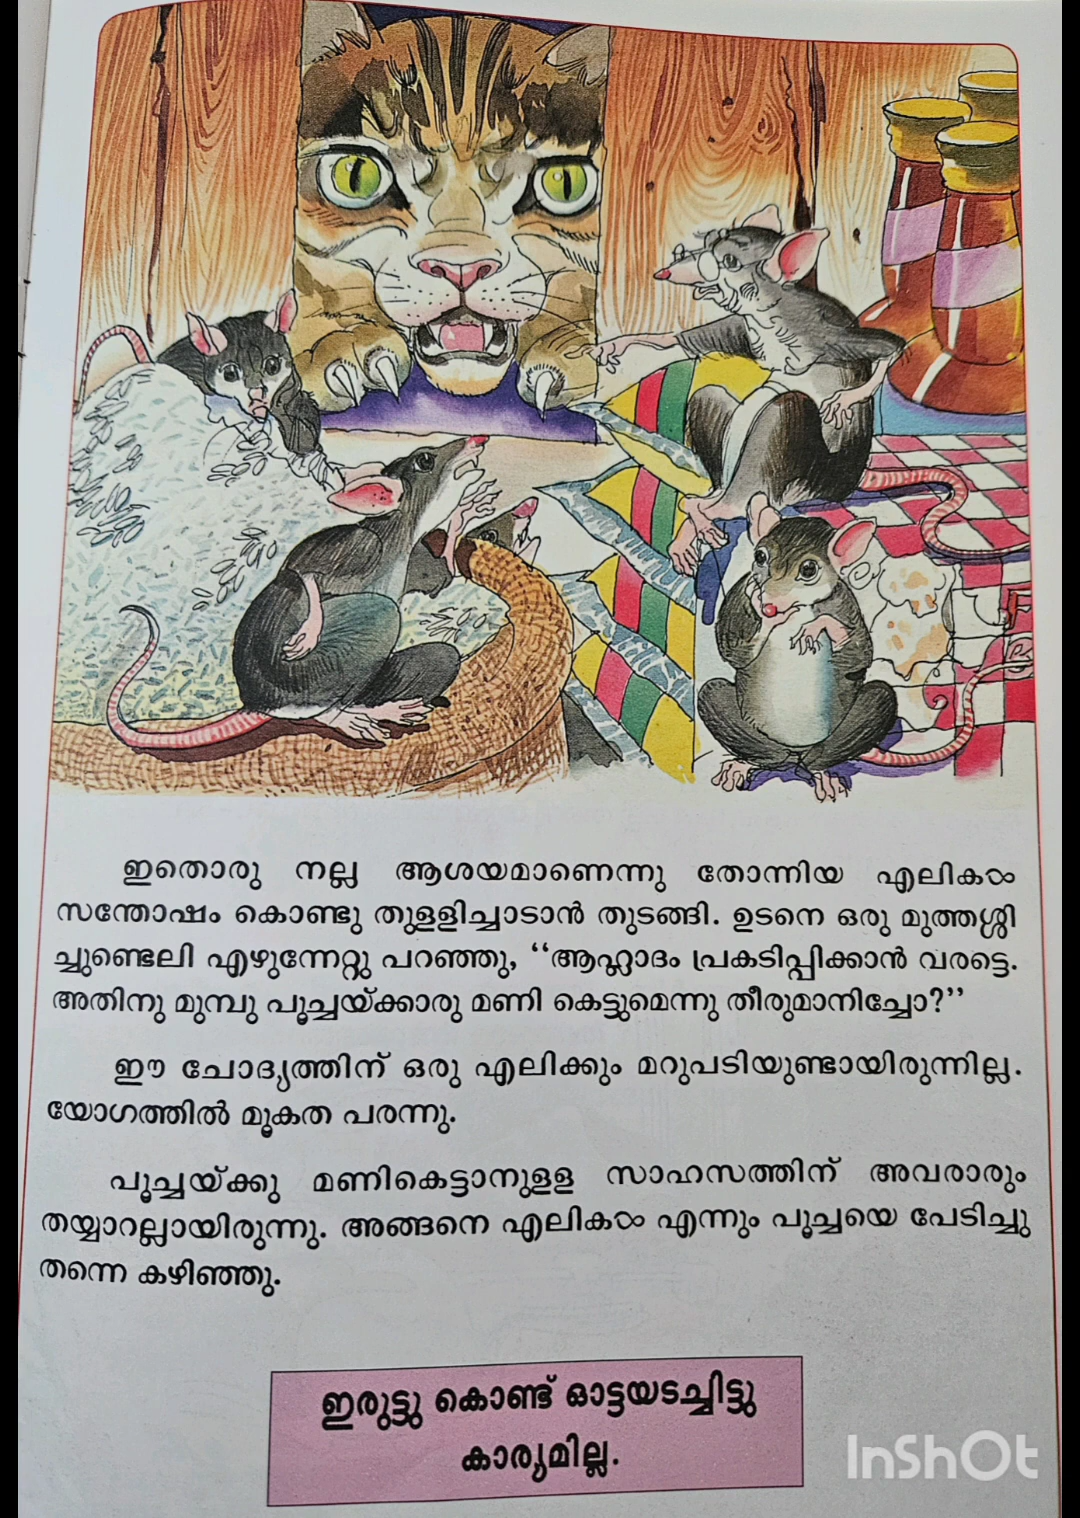 ഇതൊരു നല്ല ആശയമാണെന്നു തോന്നിയ എലികൾ
സന്തോഷം കൊണ്ടു തുള്ളിച്ചാടാൻ തുടങ്ങി. ഉടനെ ഒരു മുത്തശ്ശി
ച്ചുണ്ടെലി എഴുന്നേറ്റു പറഞ്ഞു, “ആഹ്ലാദം പ്രകടിപ്പിക്കാൻ വരട്ടെ.
അതിനു മുമ്പു പൂച്ചയ്ക്കാരു മണി കെട്ടുമെന്നു തീരുമാനിച്ചോ?”
ഈ ചോദ്യത്തിന് ഒരു എലിക്കും മറുപടിയുണ്ടായിരുന്നില്ല.
യോഗത്തിൽ മൂകത പരന്നു.
പൂച്ചയ്ക്കു മണികെട്ടാനുള്ള സാഹസത്തിന് അവരാരും
തയ്യാറല്ലായിരുന്നു. അങ്ങനെ എലികൾ എന്നും പൂച്ചയെ പേടിച്ചു
തന്നെ കഴിഞ്ഞു.
ഇരുട്ടു കൊണ്ട് ഓട്ടയടച്ചിട്ടു
കാര്യമില്ല.
InShOt